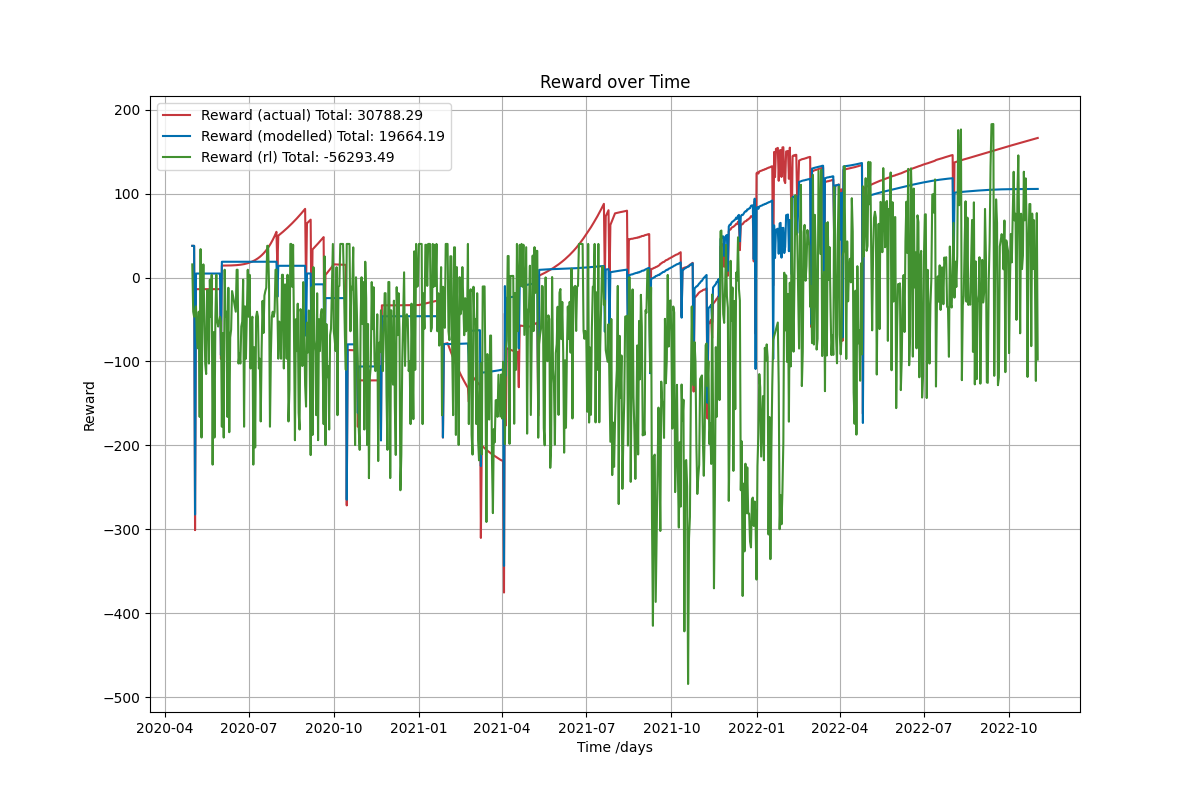 Reward over Time
Reward (actual) Total: 30788.29
Reward (modelled) Total: 19664.19
Reward (rl) Total: -56293.49
Reward
200
100
0
−100
−200
−300
−400
−500
2020-04 2020-07 2020-10 2021-01 2021-04 2021-07 2021-10 2022-01 2022-04 2022-07 2022-10
Time /days